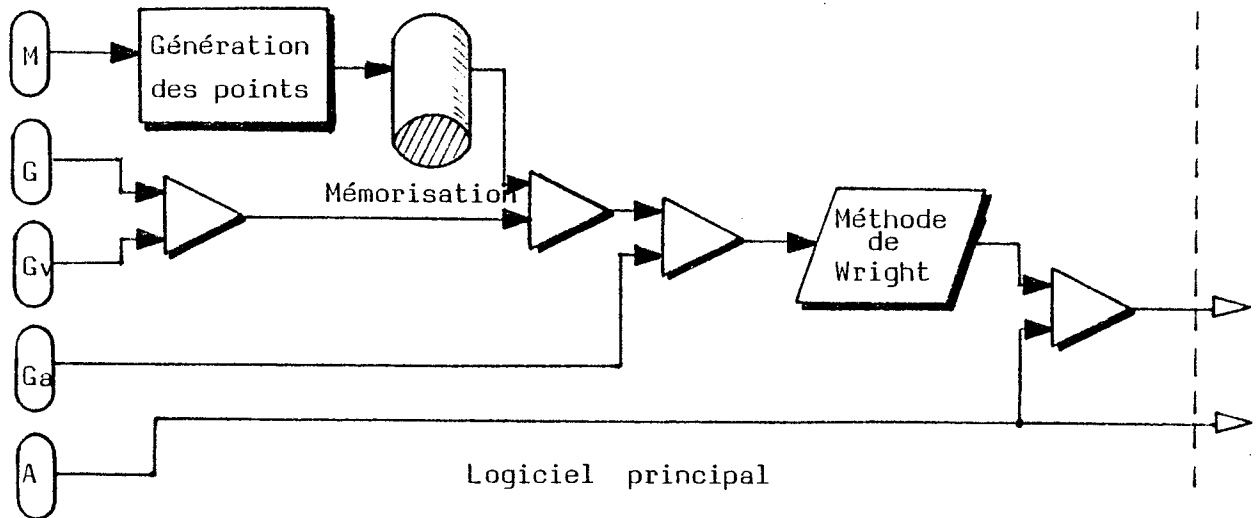 M
Génération
des points
G
Mémorisation
Gv
Méthode
de
Wright
Ga
A
Logiciel principal